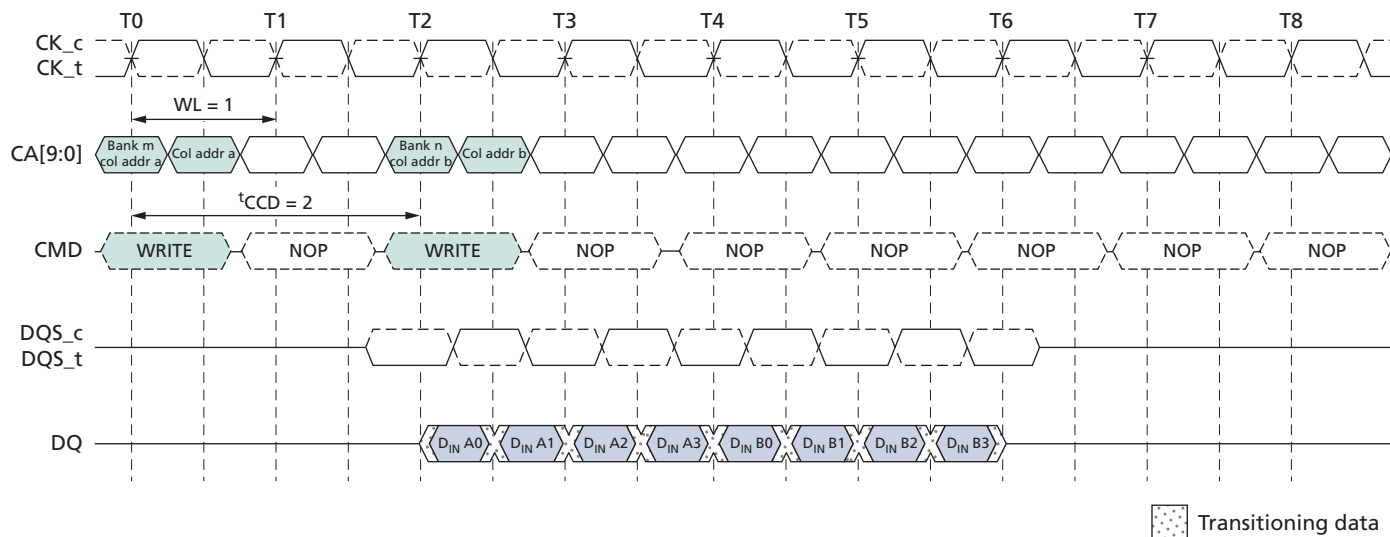 T0 T1 T2 T3 T4 T5 T6 T7 T8
CK_c
CK_t
WL = 1
CA[9:0]
Bank m
col addr a
Col addr a
Bank n
col addr b
Col addr b
tCCD = 2
CMD WRITE NOP WRITE NOP NOP NOP NOP NOP NOP
DQS_c
DQS_t
DQ DIN A0 DIN A1 DIN A2 DIN A3 DIN B0 DIN B1 DIN B2 DIN B3
Transitioning data